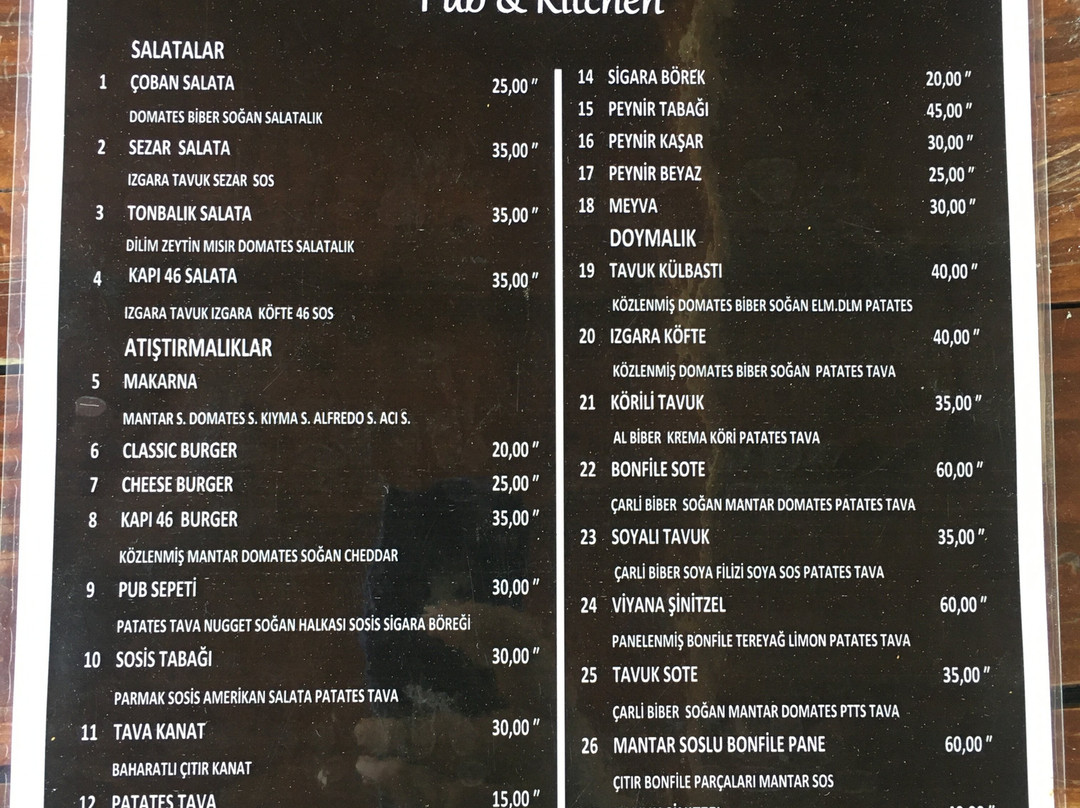 Pub & Kitchen
SALATALAR
1 ÇOBAN SALATA 25,00 "
DOMATES BİBER SOĞAN SALATALIK
2 SEZAR SALATA 35,00 "
IZGARA TAVUK SEZAR SOS
3 TONBALIK SALATA 35,00 "
DİLİM ZEYTİN MISIR DOMATES SALATALIK
4 KAPI 46 SALATA 35,00 "
IZGARA TAVUK IZGARA KÖFTE 46 SOS
ATIŞTIRMALIKLAR
5 MAKARNA
MANTAR S. DOMATES S. KIYMA S. ALFREDO S. ACI S.
6 CLASSIC BURGER 20,00 "
7 CHEESE BURGER 25,00 "
8 KAPI 46 BURGER 35,00 "
KÖZLENMİŞ MANTAR DOMATES SOĞAN CHEDDAR
9 PUB SEPETİ 30,00 "
PATATES TAVA NUGGET SOĞAN HALKASI SOSİS SİGARA BÖREĞİ
10 SOSİS TABAĞI 30,00 "
PARMAK SOSİS AMERİKAN SALATA PATATES TAVA
11 TAVA KANAT 30,00 "
BAHARATLI ÇITIR KANAT
12 PATATES TAVA 15,00 "
14 SİGARA BÖREK 20,00 "
15 PEYNİR TABAĞI 45,00 "
16 PEYNİR KAŞAR 30,00 "
17 PEYNİR BEYAZ 25,00 "
18 MEYVA 30,00 "
DOYMALIK
19 TAVUK KÜLBASTI 40,00 "
KÖZLENMİŞ DOMATES BİBER SOĞAN ELM.DLM PATATES
20 IZGARA KÖFTE 40,00 "
KÖZLENMİŞ DOMATES BİBER SOĞAN PATATES TAVA
21 KÖRİLİ TAVUK 35,00 "
AL BİBER KREMA KÖRİ PATATES TAVA
22 BONFİLE SOTE 60,00 "
ÇARLİ BİBER SOĞAN MANTAR DOMATES PATATES TAVA
23 SOYALI TAVUK 35,00 "
ÇARLİ BİBER SOYA FİLİZİ SOYA SOS PATATES TAVA
24 VİYANA ŞİNİTZEL 60,00 "
PANELENMİŞ BONFİLE TEREYAĞ LİMON PATATES TAVA
25 TAVUK SOTE 35,00 "
ÇARLİ BİBER SOĞAN MANTAR DOMATES PTTS TAVA
26 MANTAR SOSLU BONFİLE PANE 60,00 "
ÇITIR BONFİLE PARÇALARI MANTAR SOS